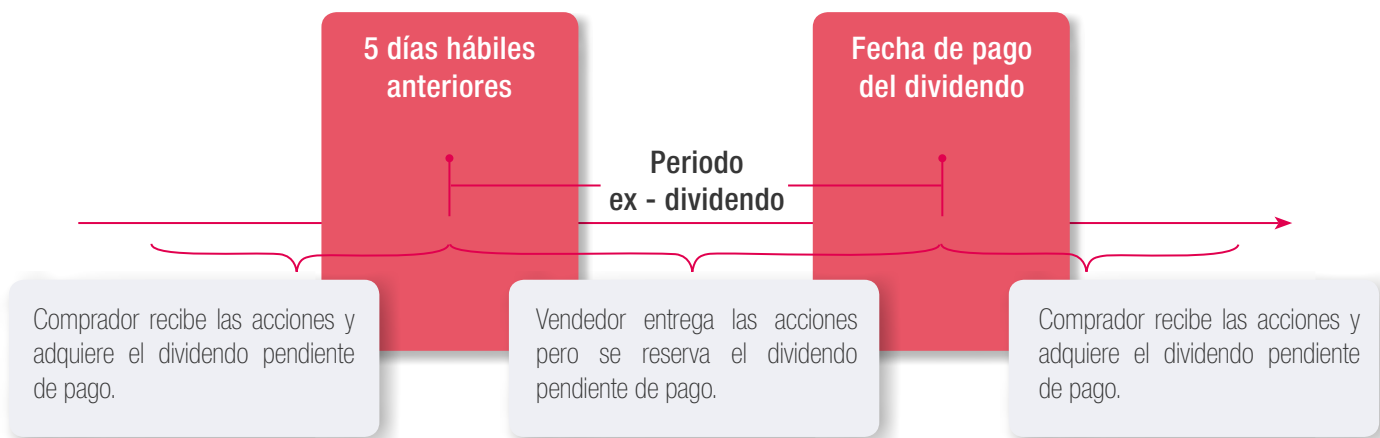 5 días hábiles
anteriores
Fecha de pago
del dividendo
Periodo
ex - dividendo
Comprador recibe las acciones y
adquiere el dividendo pendiente
de pago.
Vendedor entrega las acciones
pero se reserva el dividendo
pendiente de pago.
Comprador recibe las acciones y
adquiere el dividendo pendiente
de pago.